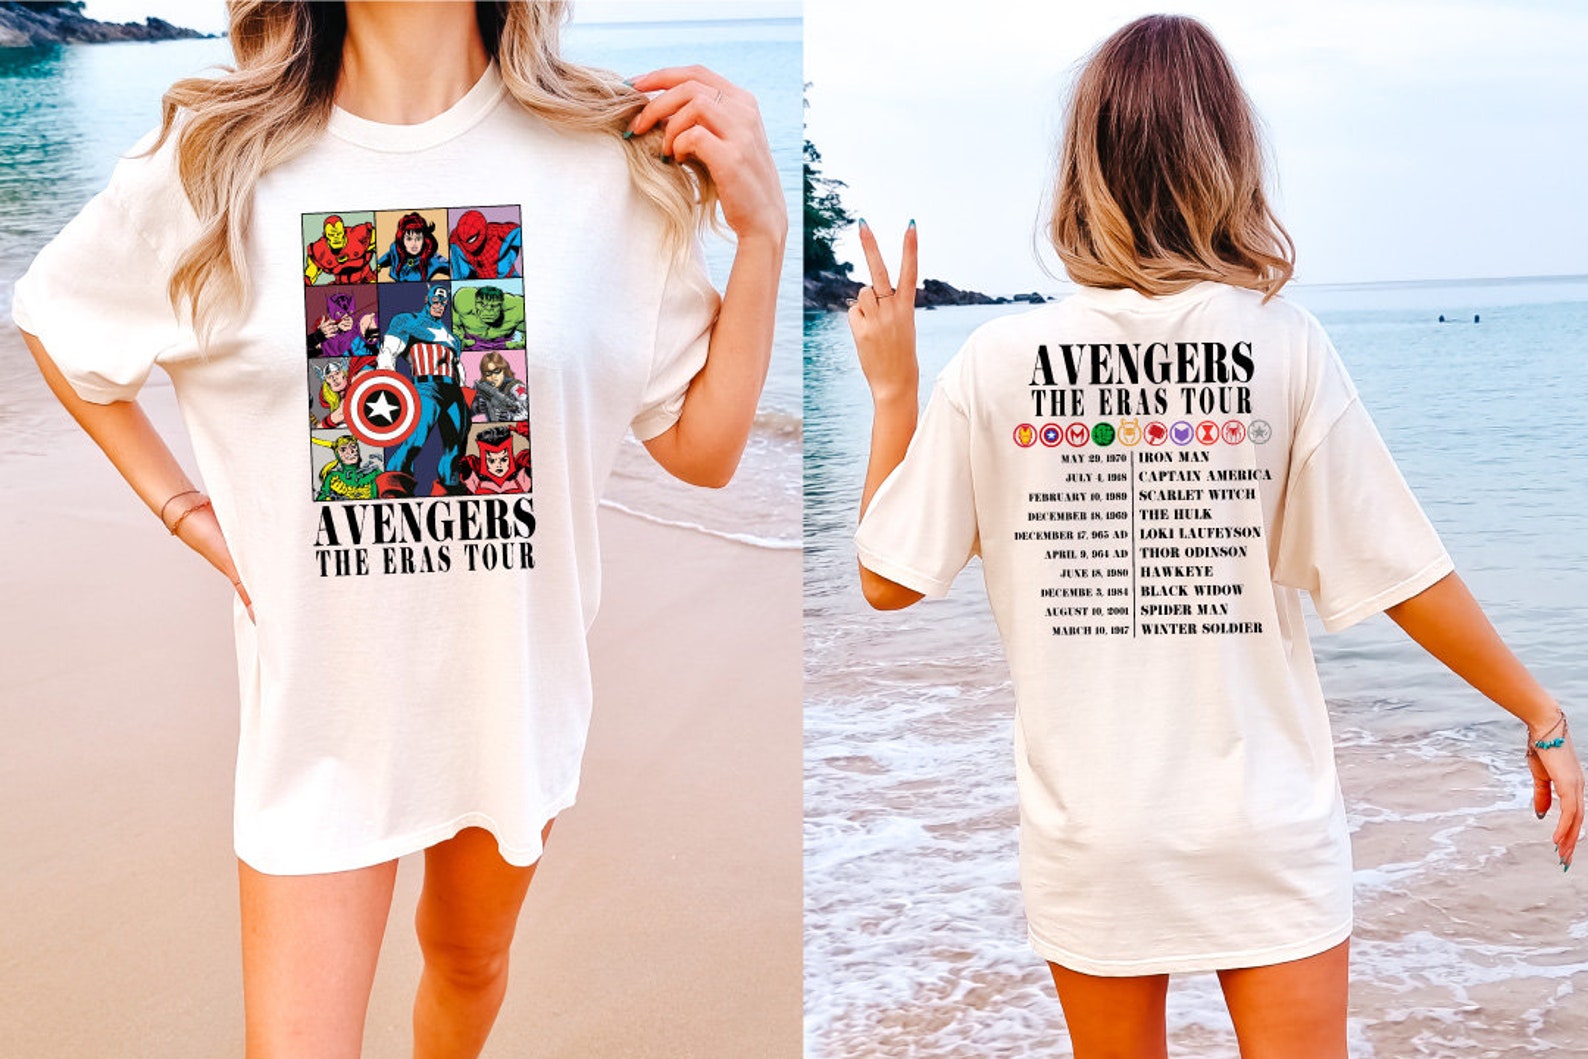 AVENGERS
THE ERAS TOUR
AVENGERS
THE ERAS TOUR
MAY 29, 1970 IRON MAN
JULY 4, 1918 CAPTAIN AMERICA
FEBRUARY 10, 1989 SCARLET WITCH
DECEMBER 18, 1969 THE HULK
DECEMBER 17, 965 AD LOKI LAUFEYSON
APRIL 9, 964 AD THOR ODINSON
JUNE 18, 1980 HAWKEYE
DECEMBE 3, 1984 BLACK WIDOW
AUGUST 10, 2001 SPIDER MAN
MARCH 10, 1917 WINTER SOLDIER